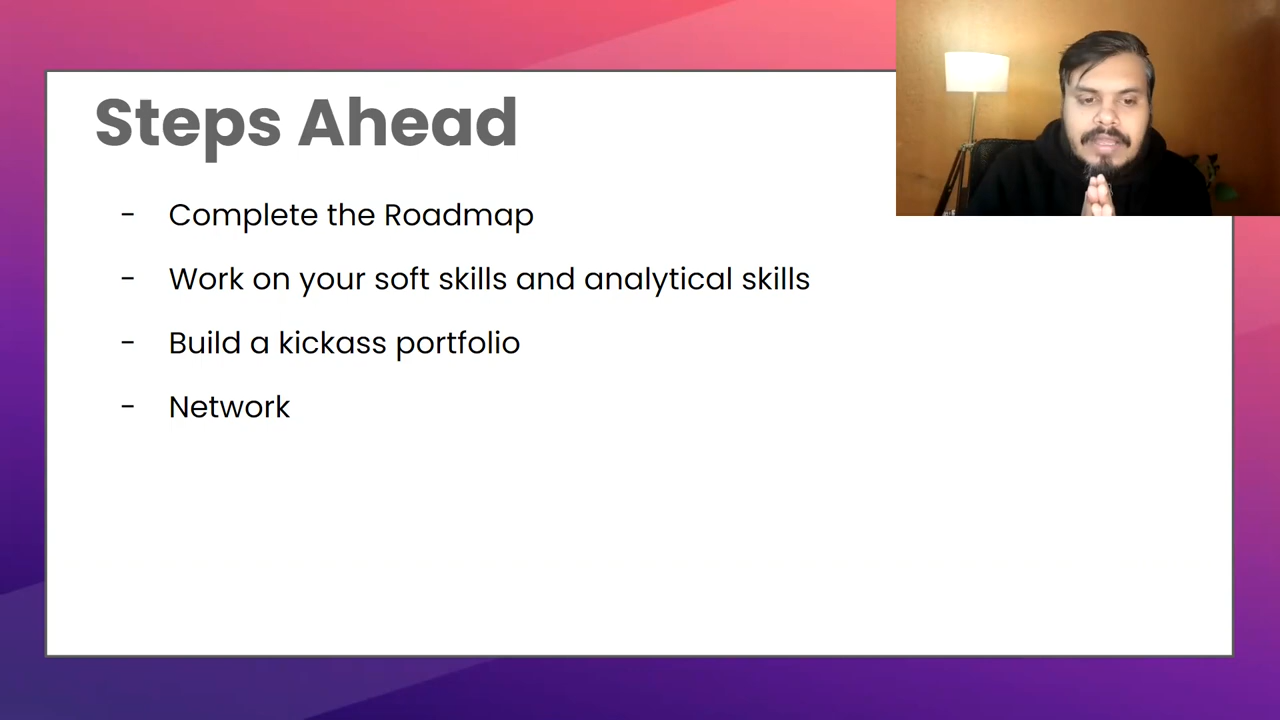 Steps Ahead
- Complete the Roadmap
- Work on your soft skills and analytical skills
- Build a kickass portfolio
- Network